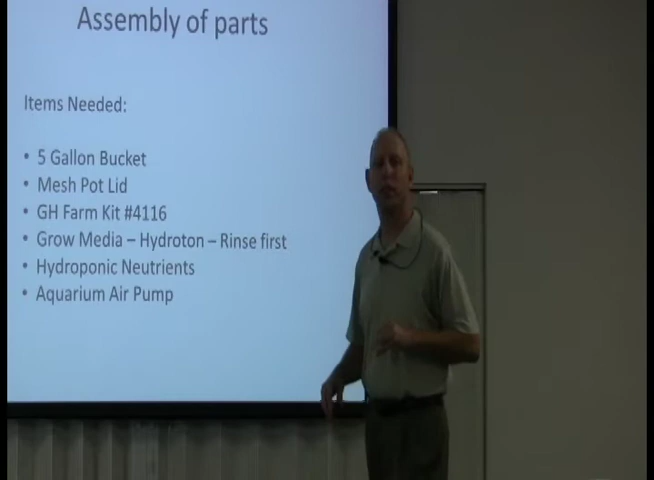 Assembly of parts
Items Needed:
• 5 Gallon Bucket
• Mesh Pot Lid
• GH Farm Kit #4116
• Grow Media – Hydroton – Rinse first
• Hydroponic Neutrients
• Aquarium Air Pump